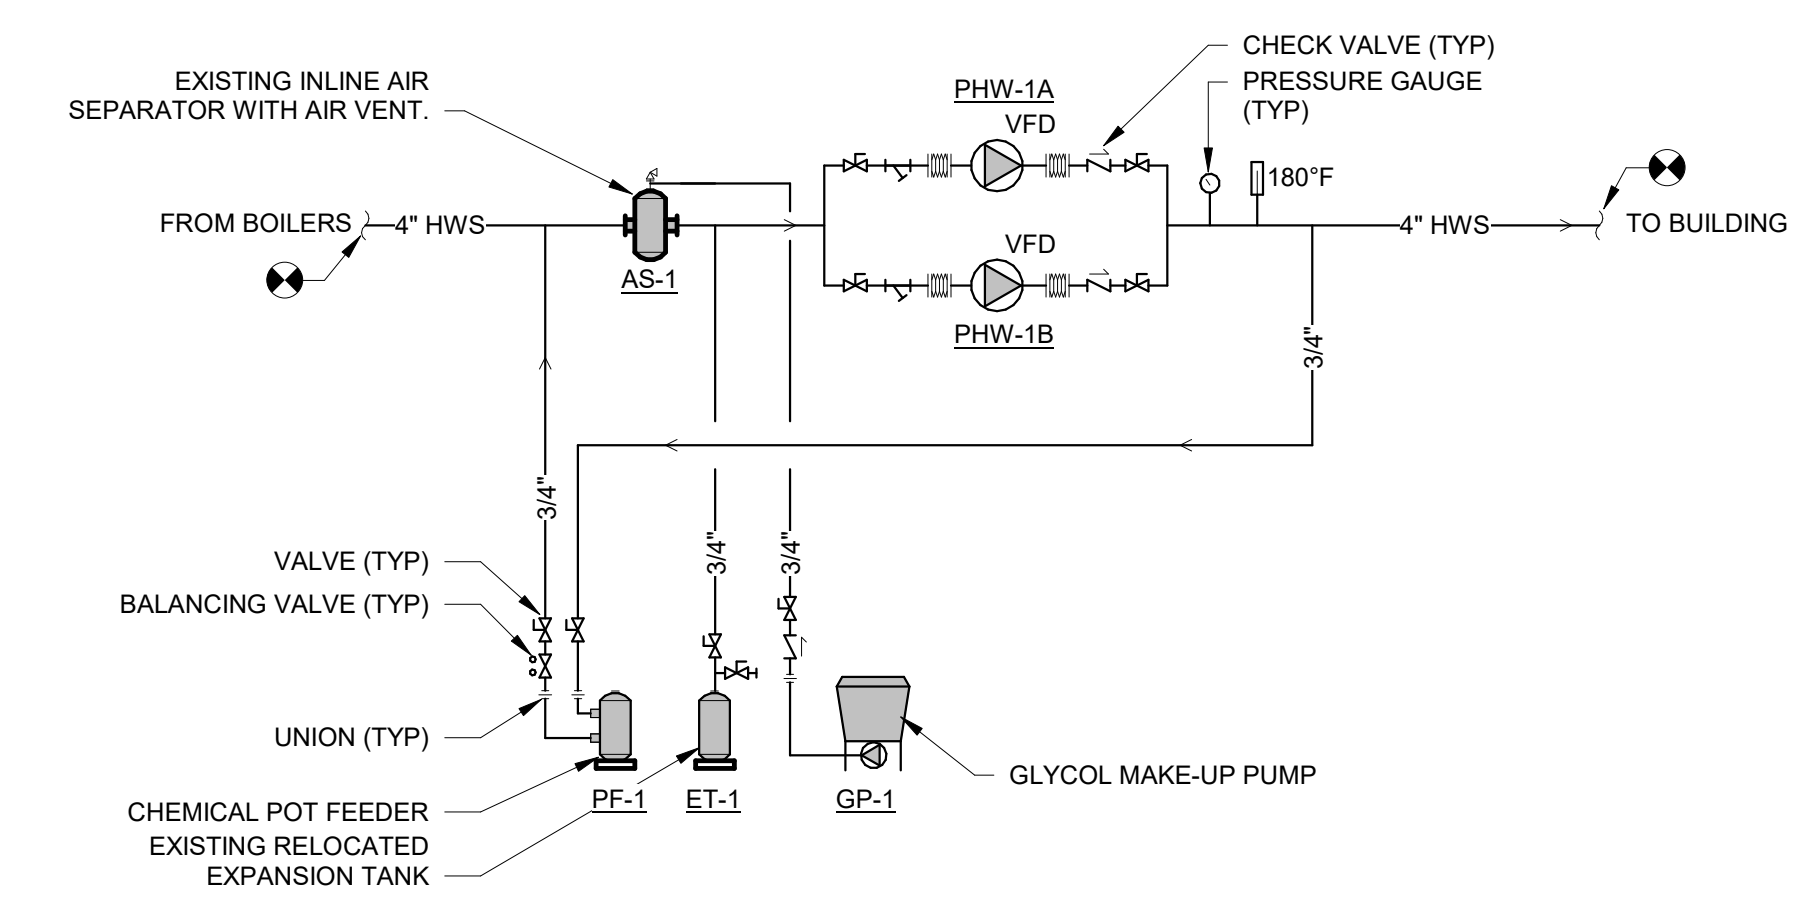 CHECK VALVE (TYP)
EXISTING INLINE AIR
SEPARATOR WITH AIR VENT.
PHW-1A
PRESSURE GAUGE
(TYP)
VFD
180°F
FROM BOILERS
4" HWS
VFD
4" HWS
TO BUILDING
AS-1
PHW-1B
3/4"
3/4"
3/4"
3/4"
VALVE (TYP)
BALANCING VALVE (TYP)
UNION (TYP)
GLYCOL MAKE-UP PUMP
CHEMICAL POT FEEDER
PF-1
ET-1
GP-1
EXISTING RELOCATED
EXPANSION TANK